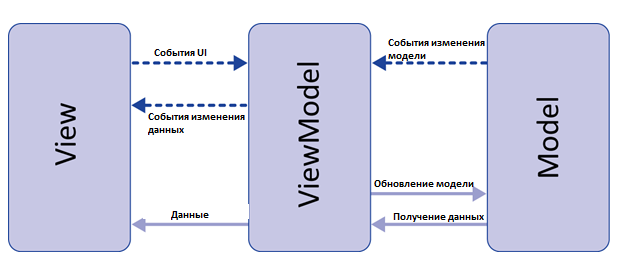 View
События UI
События изменения
данных
Данные
ViewModel
События изменения
модели
Обновление модели
Получение данных
Model